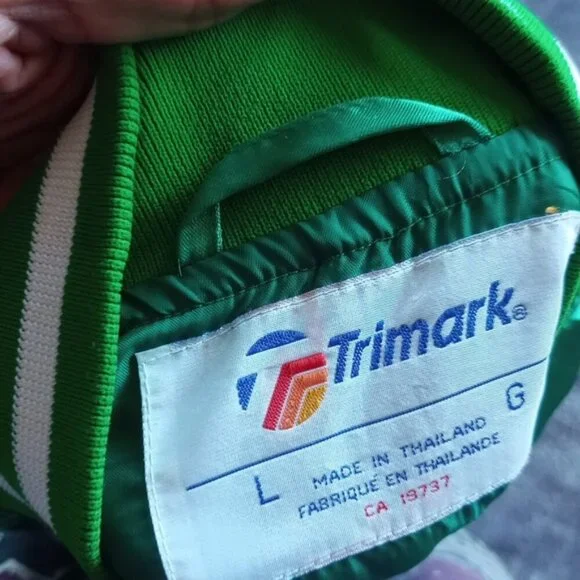 Trimark®
L G
MADE IN THAILAND
FABRIQUÉ EN THAILANDE
CA 19737